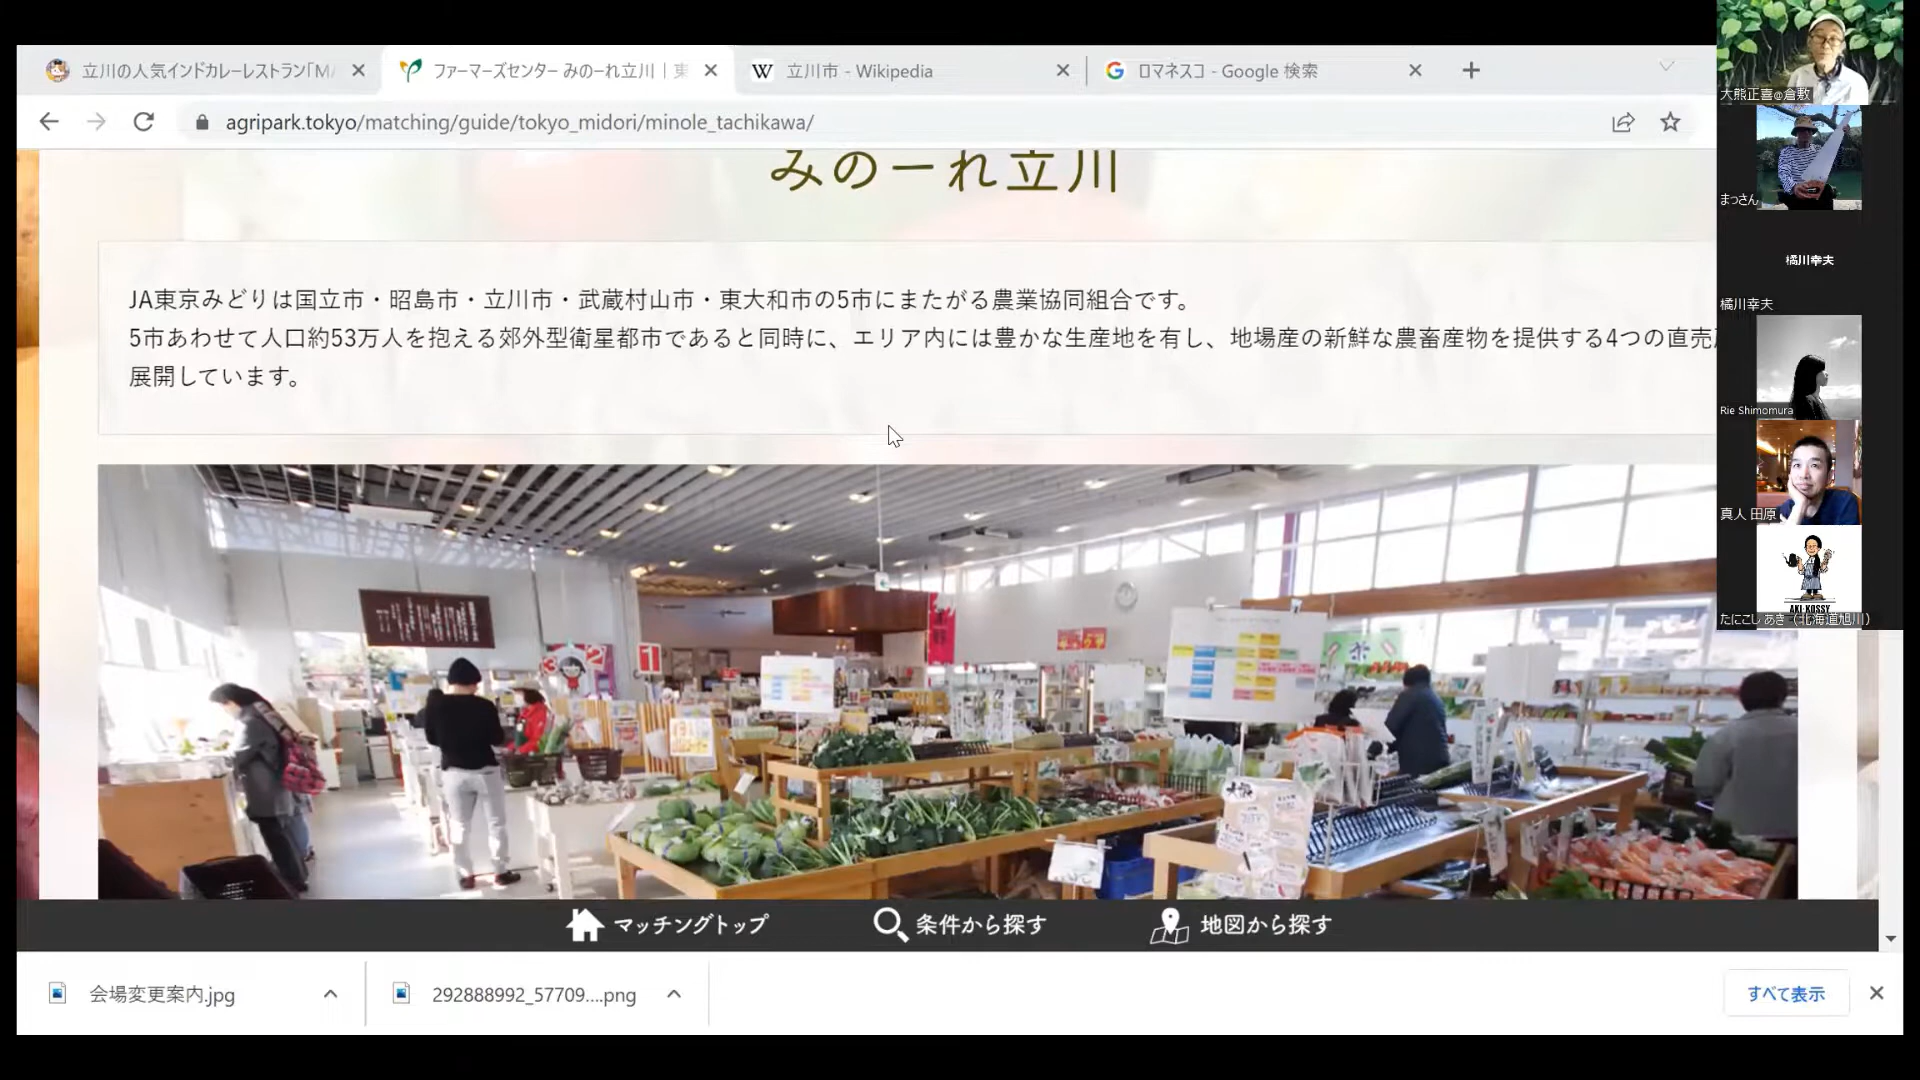 立川の人気インドカレーレストラン「M
ファーマーズセンター みのーれ立川｜東
立川市 - Wikipedia
ロマネスコ - Google 検索
agripark.tokyo/matching/guide/tokyo_midori/minole_tachikawa/
みのーれ立川
JA東京みどりは国立市・昭島市・立川市・武蔵村山市・東大和市の5市にまたがる農業協同組合です。
5市あわせて人口約53万人を抱える郊外型衛星都市であると同時に、エリア内には豊かな生産地を有し、地場産の新鮮な農畜産物を提供する4つの直売
展開しています。
3
2
1
マッチングトップ
条件から探す
地図から探す
会場変更案内.jpg
292888992_57709....png
すべて表示
大熊正喜@倉敷
まっさん
橘川幸夫
橘川幸夫
Rie Shimomura
真人 田原
AKI KOSSY
たにこし あき（北海道旭川）